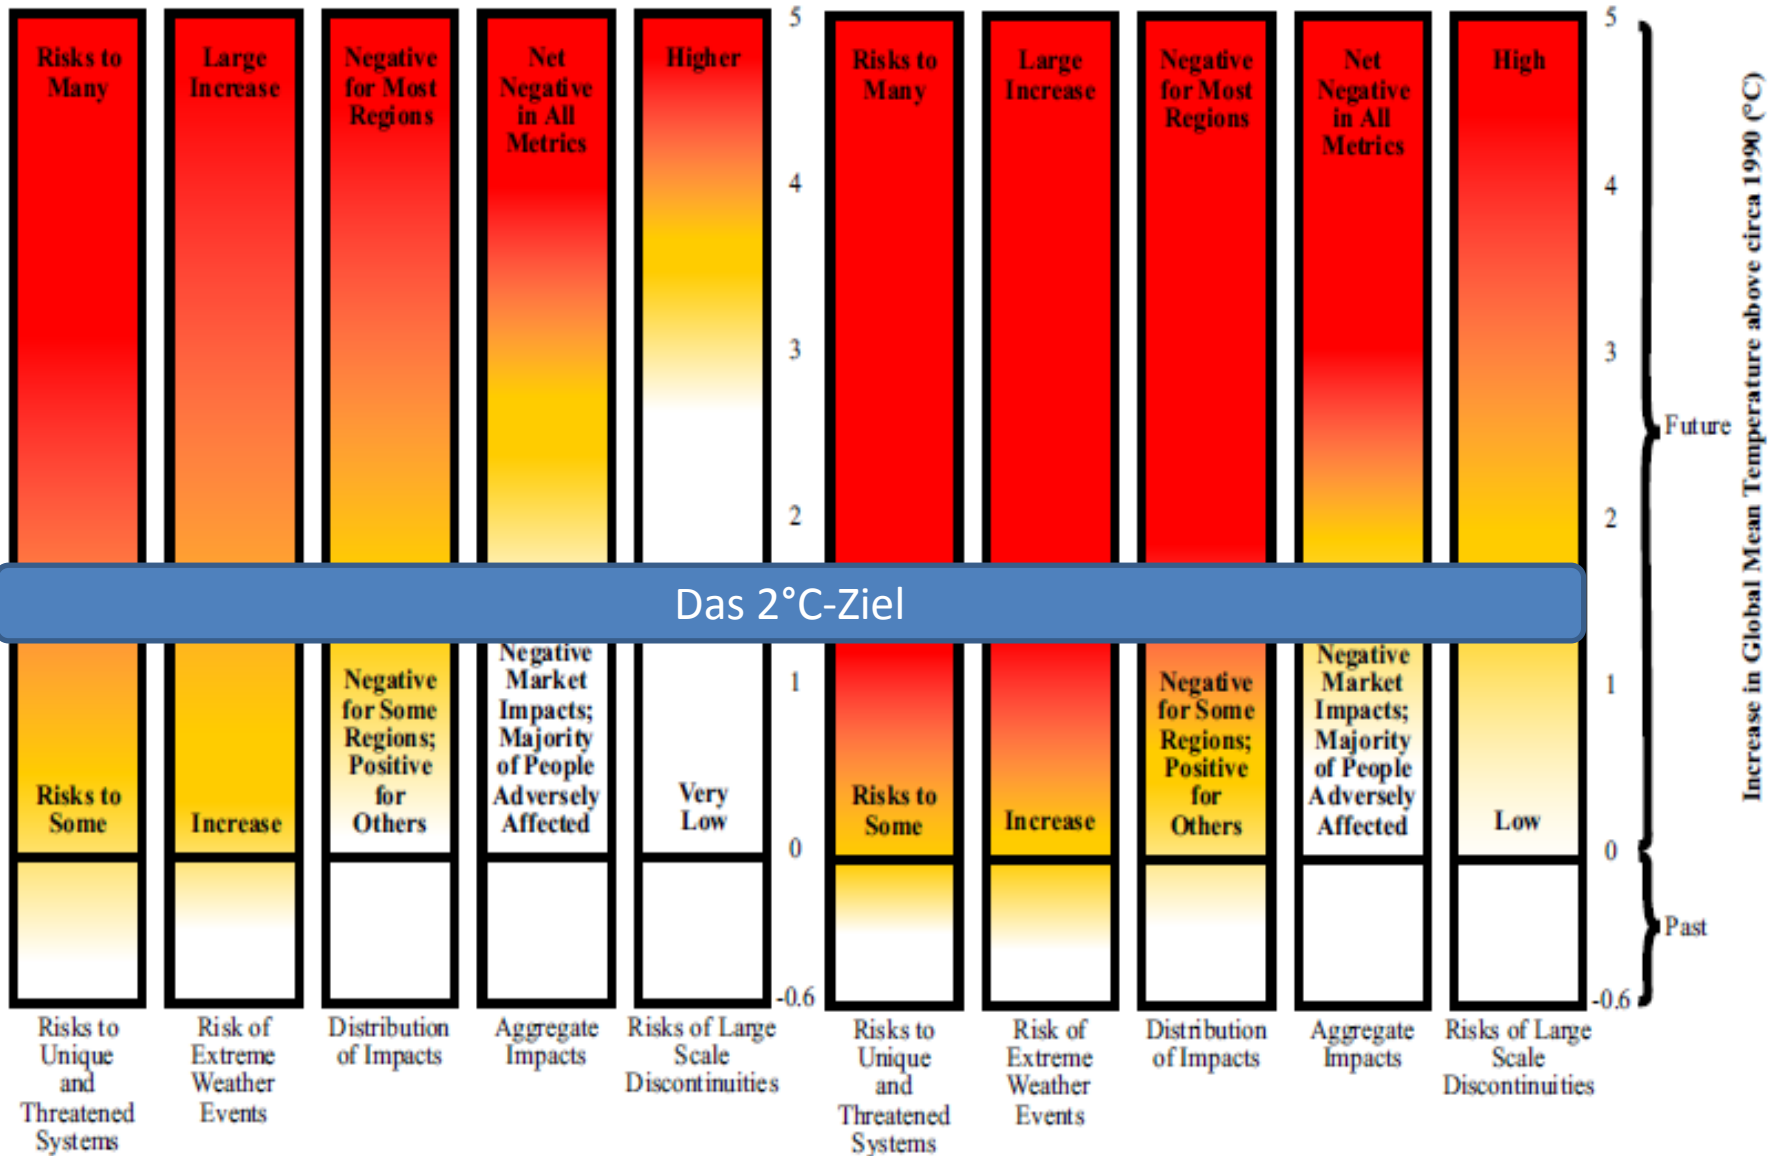 Risks to
Many
Large
Increase
Negative
for Most
Regions
Net
Negative
in All
Metrics
Higher
5
4
3
2
1
0
-0.6
Risks to
Many
Large
Increase
Negative
for Most
Regions
Net
Negative
in All
Metrics
High
5
4
3
2
1
0
-0.6
Das 2°C-Ziel
Risks to
Some
Increase
Negative
for Some
Regions;
Positive
for
Others
Negative
Market
Impacts;
Majority
of People
Adversely
Affected
Very
Low
Risks to
Some
Increase
Negative
for Some
Regions;
Positive
for
Others
Negative
Market
Impacts;
Majority
of People
Adversely
Affected
Low
Future
Past
Increase in Global Mean Temperature above circa 1990 (°C)
Risks to
Unique
and
Threatened
Systems
Risk of
Extreme
Weather
Events
Distribution
of Impacts
Aggregate
Impacts
Risks of Large
Scale
Discontinuities
Risks to
Unique
and
Threatened
Systems
Risk of
Extreme
Weather
Events
Distribution
of Impacts
Aggregate
Impacts
Risks of Large
Scale
Discontinuities